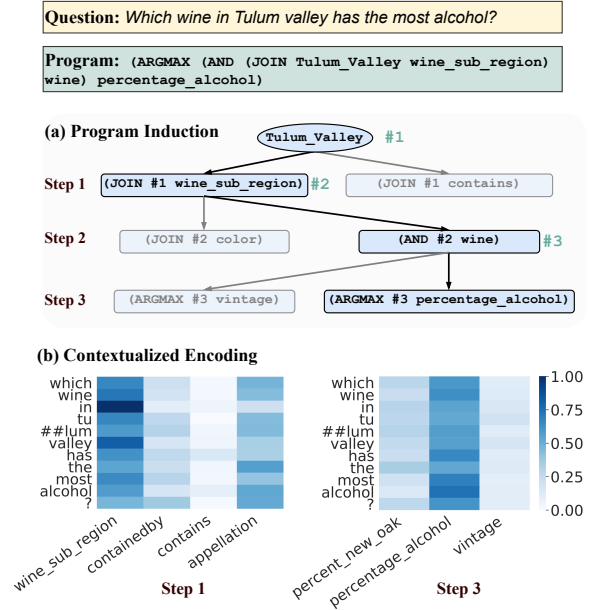 Question: Which wine in Tulum valley has the most alcohol?
Program: (ARGMAX (AND (JOIN Tulum_Valley wine_sub_region)
wine) percentage_alcohol)
(a) Program Induction
Tulum_Valley #1
Step 1 (JOIN #1 wine_sub_region) #2 (JOIN #1 contains)
Step 2 (JOIN #2 color) (AND #2 wine) #3
Step 3 (ARGMAX #3 vintage) (ARGMAX #3 percentage_alcohol)
(b) Contextualized Encoding
which
wine
in
tu
##lum
valley
has
the
most
alcohol
?
wine_sub_region
containedby
contains
appellation
Step 1
which
wine
in
tu
##lum
valley
has
the
most
alcohol
?
percent_new_oak
percentage_alcohol
vintage
Step 3
1.00
0.75
0.50
0.25
0.00